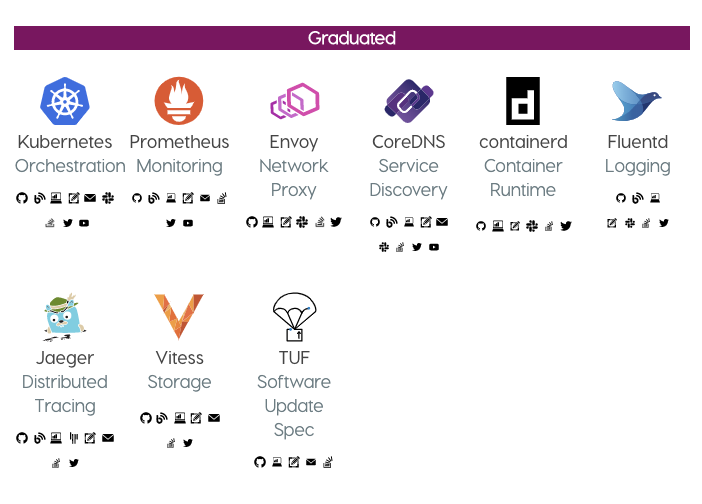 Graduated
Kubernetes Prometheus Envoy CoreDNS containerd Fluentd
Orchestration Monitoring Network Service Container Logging
Proxy Discovery Runtime
d
Jaeger Vitess TUF
Distributed Storage Software
Tracing Update
Spec